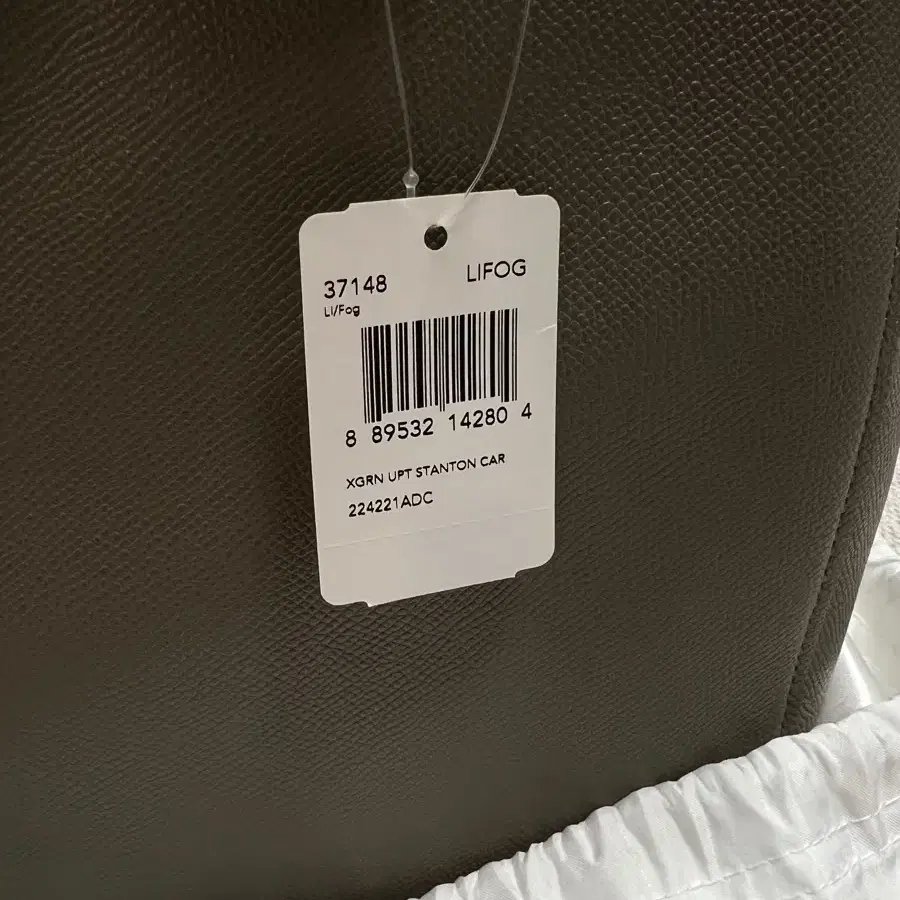 37148 LIFOG
LI/Fog
8 89532 14280 4
XGRN UPT STANTON CAR
224221ADC